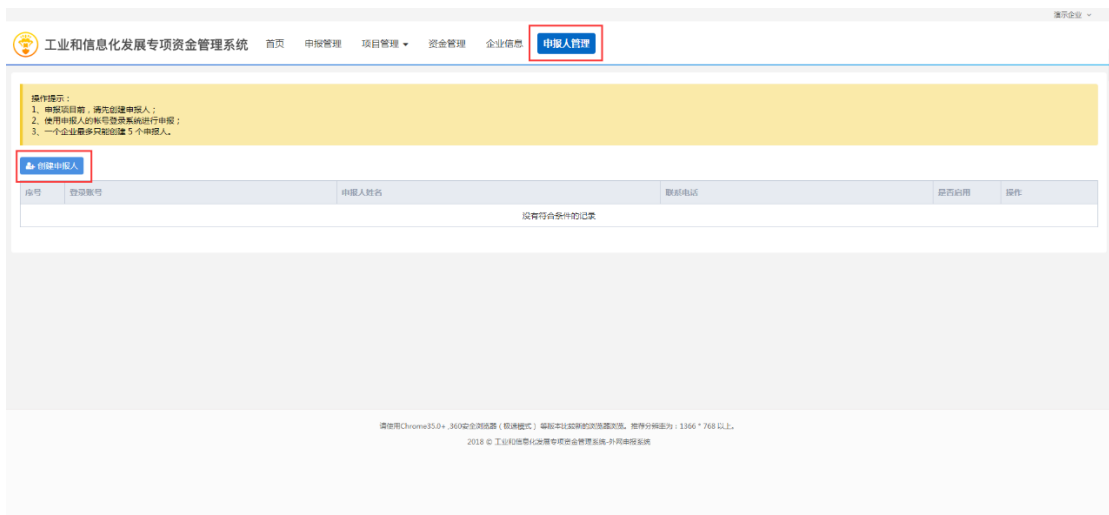 演示企业
工业和信息化发展专项资金管理系统 首页 申报管理 项目管理 资金管理 企业信息 申报人管理
操作提示：
1、申报项目前，请先创建申报人；
2、使用申报人的帐号登录系统进行申报；
3、一个企业最多只能创建 5 个申报人。
创建申报人
序号 登录账号 申报人姓名 联系电话 是否启用 操作
没有符合条件的记录
请使用Chrome35.0+ ,360安全浏览器 ( 极速模式 ) 等版本比较新的浏览器浏览。推荐分辨率为 : 1366 * 768 以上。
2018 © 工业和信息化发展专项资金管理系统-外网申报系统